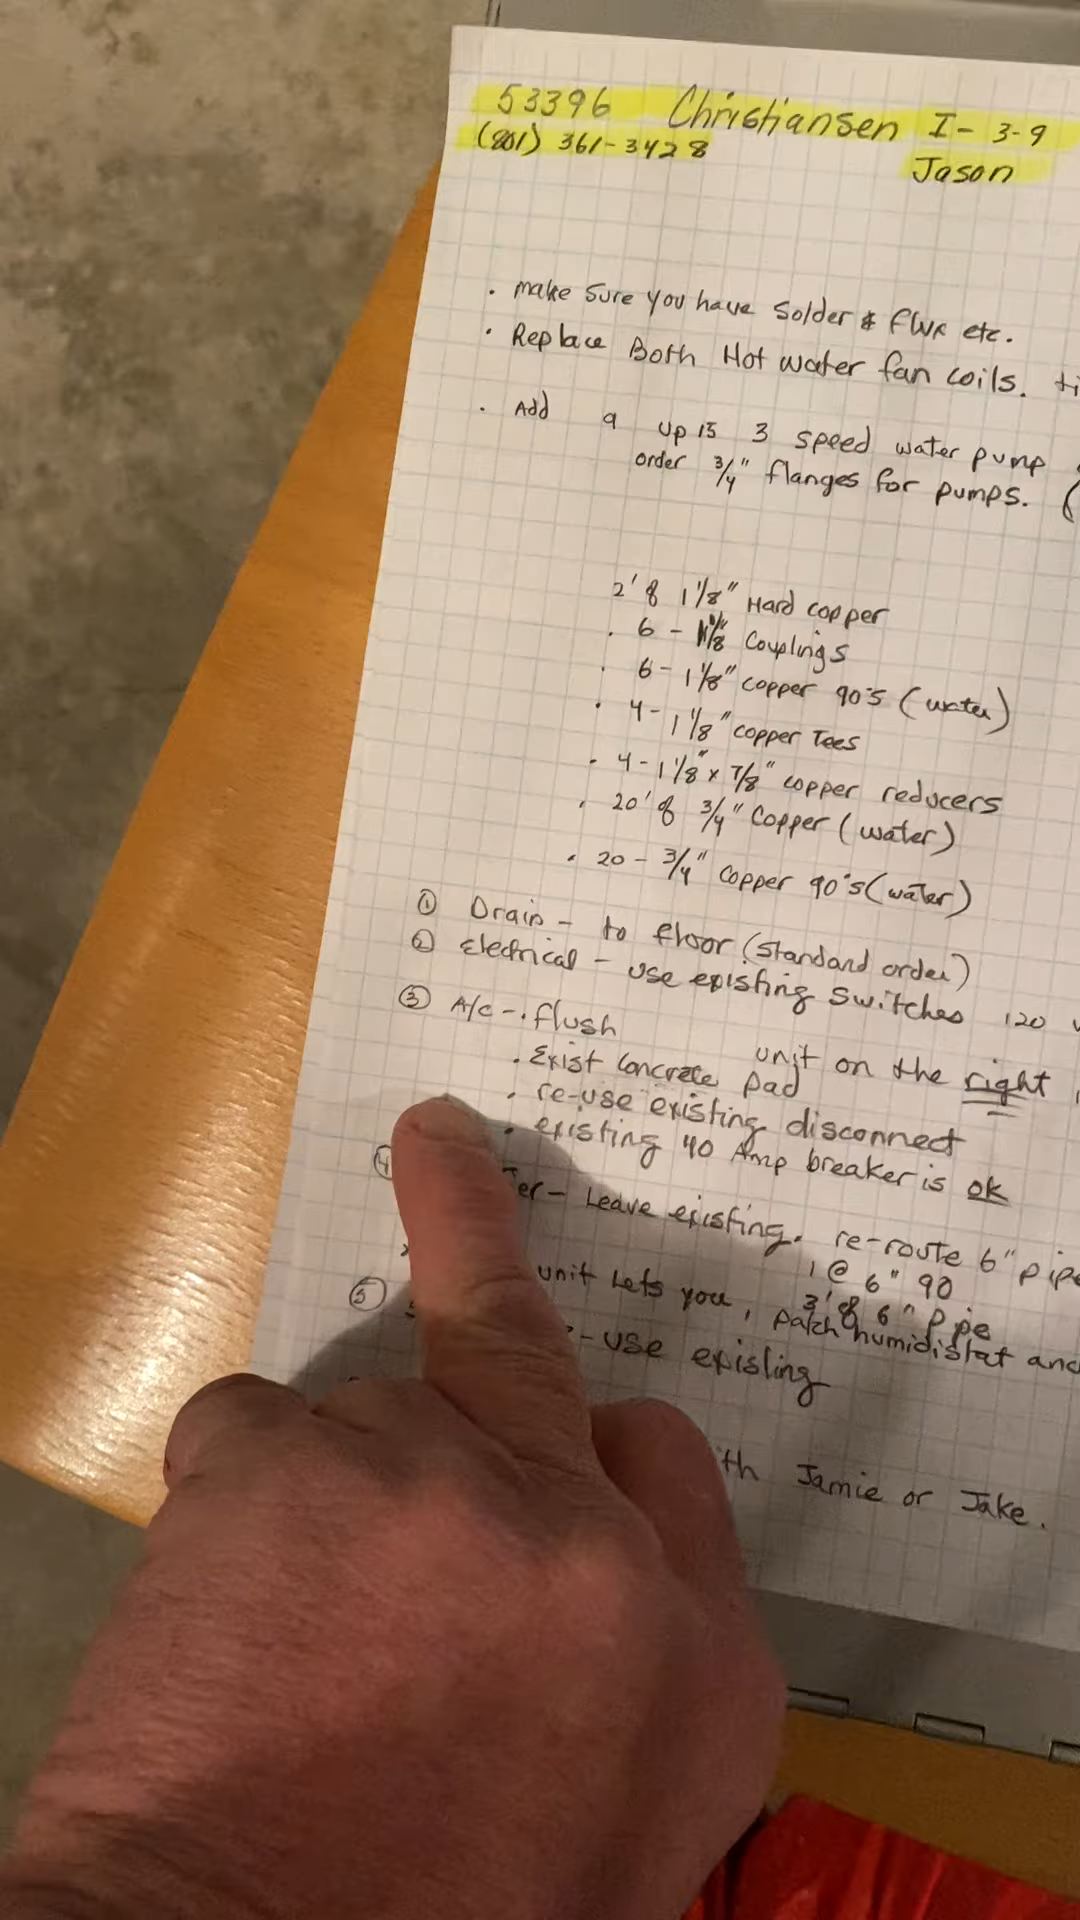 53396 Christiansen I-3-9
(801) 361-3428 Jason
. make sure you have solder & flux etc.
. Replace Both Hot water fan coils.
. Add a up 15 3 speed water pump
order 3/4" flanges for pumps. (
2' of 1 1/8" Hard copper
. 6 - 1 1/8" Couplings
. 6 - 1 1/8" copper 90's (water)
. 4 - 1 1/8" copper Tees
. 4 - 1 1/8" x 7/8" copper reducers
. 20' of 3/4" Copper (water)
. 20 - 3/4" copper 90's (water)
① Drain - to floor (standard order)
② Electrical - use existing switches 120
③ A/C - . flush unit on the right
. Exist concrete pad
. re-use existing disconnect
. existing 40 Amp breaker is ok
④ Leave existing. re-route 6" pipe
1 @ 6" 90
3' of 6" pipe
unit lets you, patch humidistat and
⑤ - use existing
Jamie or Jake.